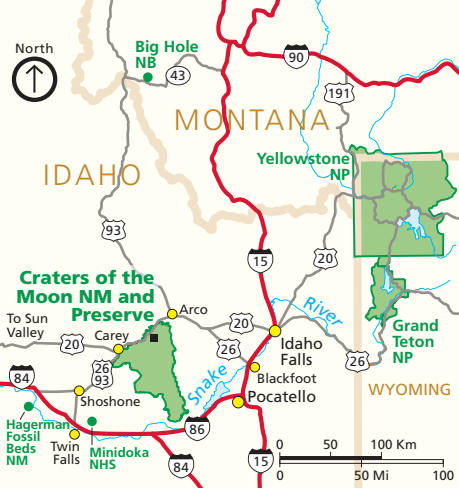 North
Big Hole
NB
43
90
191
MONTANA
Yellowstone
NP
IDAHO
93
15
20
Craters of the
Moon NM and
Preserve
To Sun
Valley
20
Carey
Arco
20
26
River
Idaho
Falls
26
Grand
Teton
NP
26
93
Blackfoot
Snake
84
Shoshone
Pocatello
WYOMING
Hagerman
Fossil
Beds
NM
Twin
Falls
Minidoka
NHS
86
84
15
0 50 100 Km
0 50 Mi 100